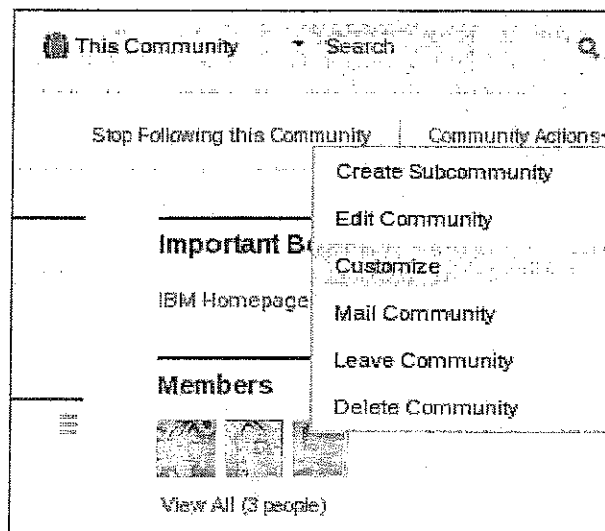 This Community Search
Stop Following this Community Community Actions
Create Subcommunity
Edit Community
Important
Customize
IBM Homepage
Mail Community
Leave Community
Members
Delete Community
View All (3 people)